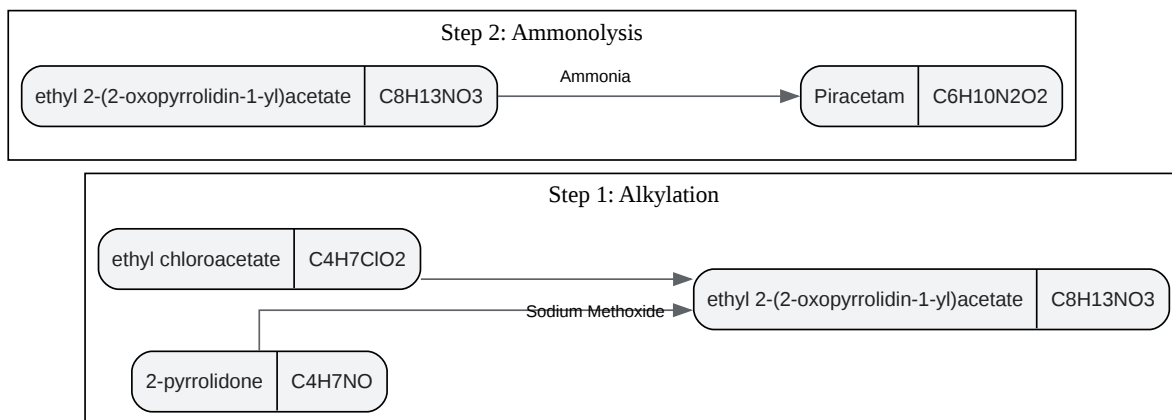 Step 2: Ammonolysis
Ammonia
ethyl 2-(2-oxopyrrolidin-1-yl)acetate C8H13NO3 Piracetam C6H10N2O2
Step 1: Alkylation
ethyl chloroacetate C4H7ClO2
ethyl 2-(2-oxopyrrolidin-1-yl)acetate C8H13NO3
Sodium Methoxide
2-pyrrolidone C4H7NO